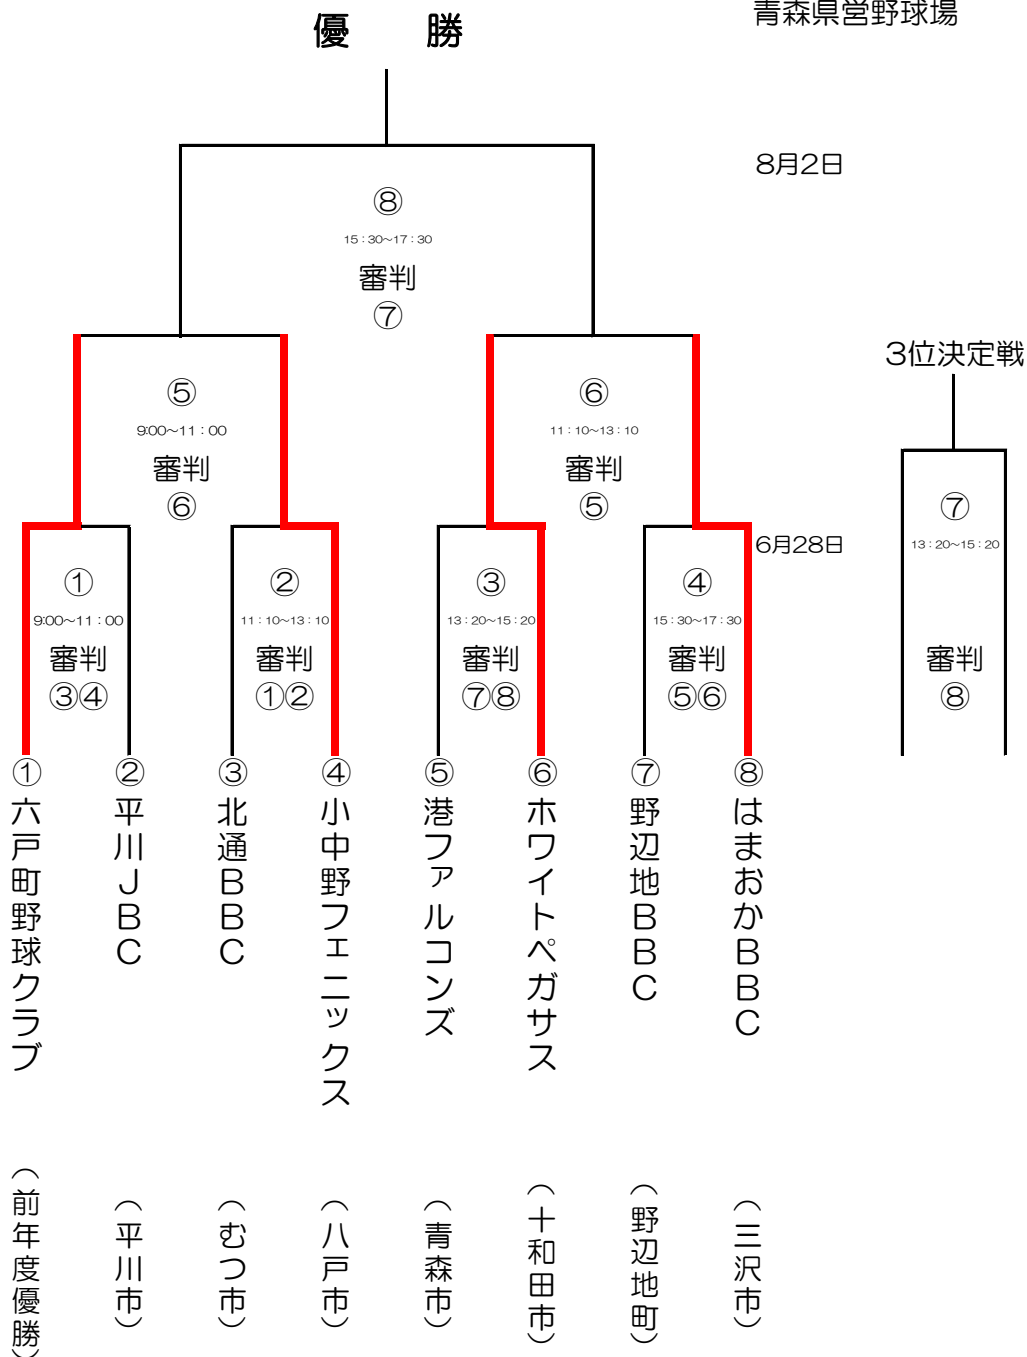 青森県営野球場
優　勝
8月2日
⑧
15：30～17：30
審判
⑦
3位決定戦
⑤
9:00～11：00
審判
⑥
⑥
11：10～13：10
審判
⑤
6月28日
①
9:00～11：00
審判
③④
②
11：10～13：10
審判
①②
③
13：20～15：20
審判
⑦⑧
④
15：30～17：30
審判
⑤⑥
⑦
13：20～15：20
審判
⑧
①六戸町野球クラブ
（前年度優勝）
②平川JBC
（平川市）
③北通BBC
（むつ市）
④小中野フェニックス
（八戸市）
⑤港ファルコンズ
（青森市）
⑥ホワイトペガサス
（十和田市）
⑦野辺地BBC
（野辺地町）
⑧はまおかBBC
（三沢市）